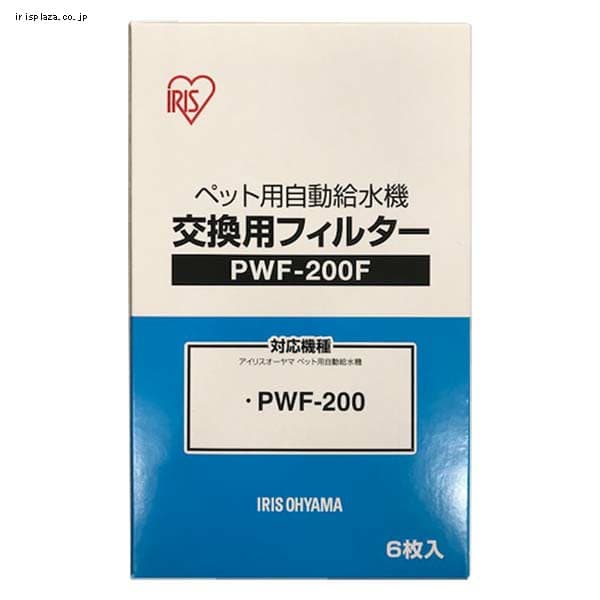 irisplaza.co.jp
IRIS
ペット用自動給水機
交換用フィルター
PWF-200F
対応機種
アイリスオーヤマ ペット用自動給水機
・PWF-200
IRIS OHYAMA
6枚入